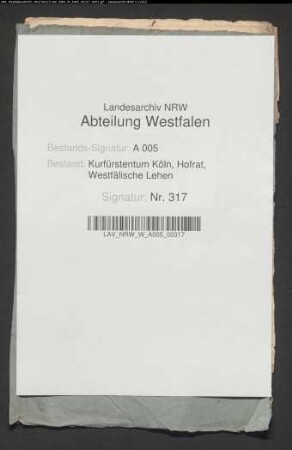 Landesarchiv NRW
Abteilung Westfalen
Bestands-Signatur: A 005
Bestand: Kurfürstentum Köln, Hofrat,
Westfälische Lehen
Signatur: Nr. 317
LAV_NRW_W_A005_00317